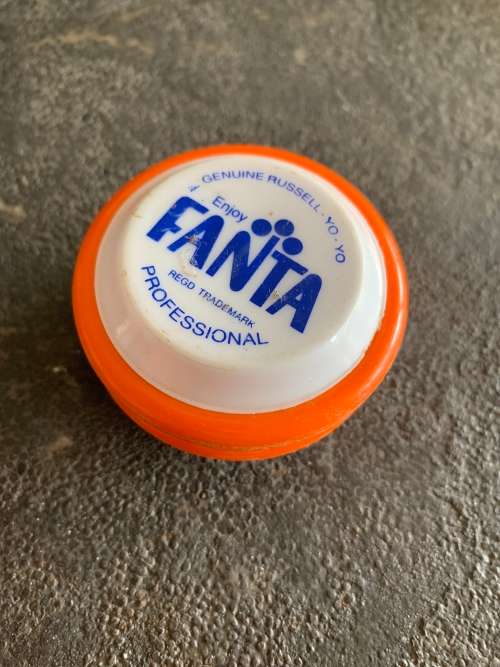 GENUINE RUSSELL·YO·YO
Enjoy
FANTA
REGD TRADEMARK
PROFESSIONAL